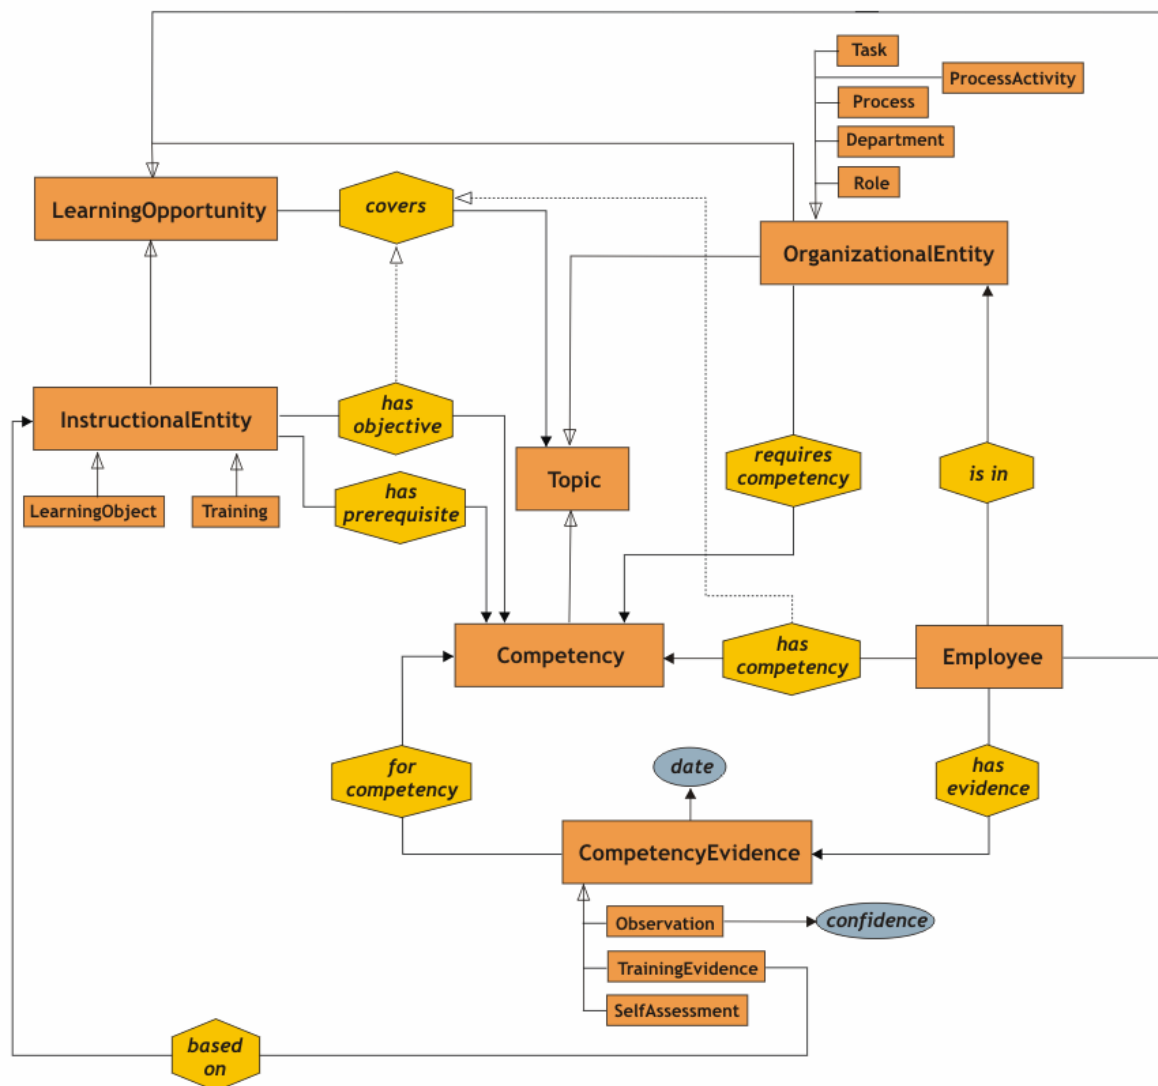 Task
ProcessActivity
Process
Department
Role
LearningOpportunity
covers
OrganizationalEntity
InstructionalEntity
has
objective
LearningObject
Training
has
prerequisite
Topic
requires
competency
is in
Competency
has
competency
Employee
for
competency
date
has
evidence
CompetencyEvidence
Observation
confidence
TrainingEvidence
SelfAssessment
based
on